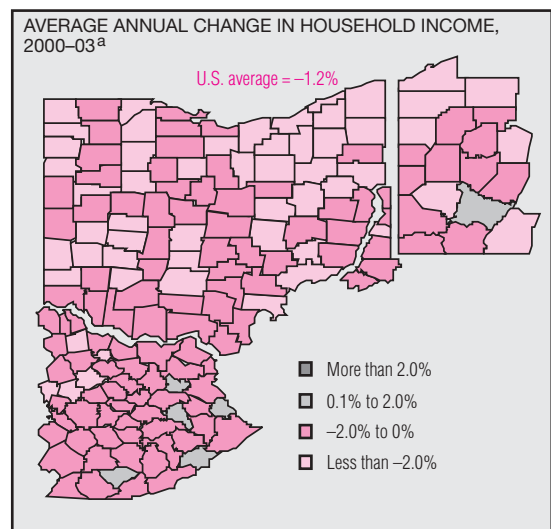 AVERAGE ANNUAL CHANGE IN HOUSEHOLD INCOME,
2000–03ᵃ
U.S. average = –1.2%
More than 2.0%
0.1% to 2.0%
–2.0% to 0%
Less than –2.0%